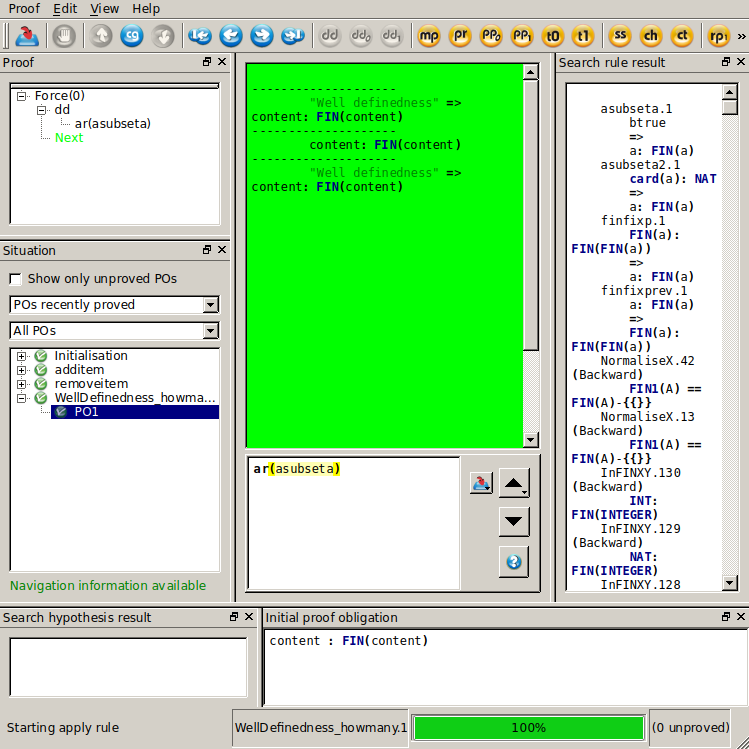 Proof Edit View Help
CG dd dd0 dd1 mp pr PP0 PP1 t0 t1 ss ch ct rp1 »
Proof
Force(0)
dd
ar(asubseta)
Next
Situation
Show only unproved POs
POs recently proved
All POs
Initialisation
additem
removeitem
WellDefinedness_howma...
PO1
Navigation information available
-------------------
"Well definedness" =>
content: FIN(content)
-------------------
content: FIN(content)
-------------------
"Well definedness" =>
content: FIN(content)
ar(asubseta)
Search rule result
asubseta.1
btrue
=>
a: FIN(a)
asubseta2.1
card(a): NAT
=>
a: FIN(a)
finfixp.1
FIN(a):
FIN(FIN(a))
=>
a: FIN(a)
finfixprev.1
a: FIN(a)
=>
FIN(a):
FIN(FIN(a))
NormaliseX.42
(Backward)
FIN1(A) ==
FIN(A)-{{}}
NormaliseX.13
(Backward)
FIN1(A) ==
FIN(A)-{{}}
InFINXY.130
(Backward)
INT:
FIN(INTEGER)
InFINXY.129
(Backward)
NAT:
FIN(INTEGER)
InFINXY.128
Search hypothesis result
Initial proof obligation
content : FIN(content)
Starting apply rule
WellDefinedness_howmany.1
100%
(0 unproved)